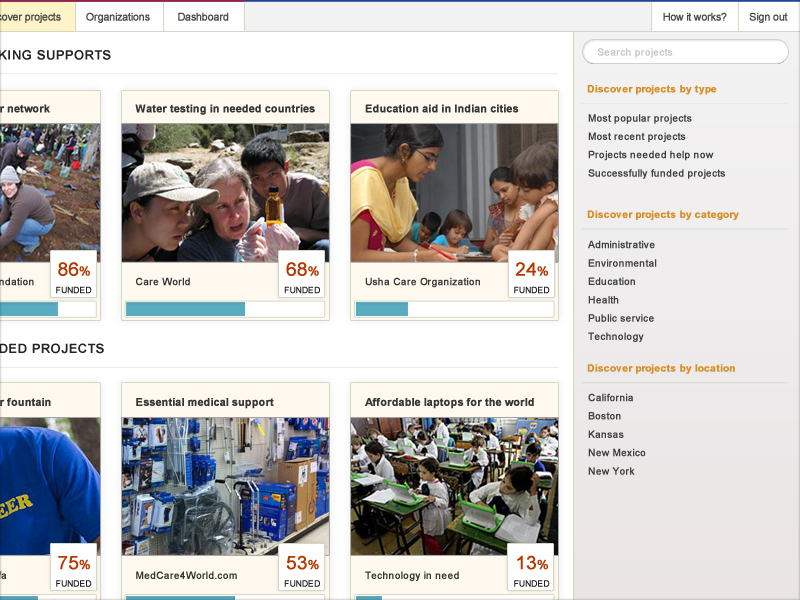 cover projects
Organizations
Dashboard
How it works?
Sign out
KING SUPPORTS
r network
ndation
86%
FUNDED
Water testing in needed countries
Care World
68%
FUNDED
Education aid in Indian cities
Usha Care Organization
24%
FUNDED
DED PROJECTS
r fountain
EER
fa
75%
FUNDED
Essential medical support
MedCare4World.com
53%
FUNDED
Affordable laptops for the world
Technology in need
13%
FUNDED
Search projects
Discover projects by type
Most popular projects
Most recent projects
Projects needed help now
Successfully funded projects
Discover projects by category
Administrative
Environmental
Education
Health
Public service
Technology
Discover projects by location
California
Boston
Kansas
New Mexico
New York